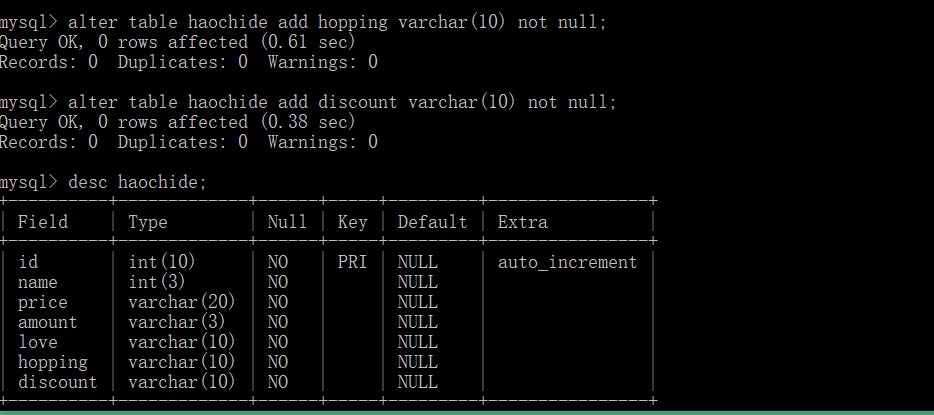 mysql> alter table haochide add hopping varchar(10) not null;
Query OK, 0 rows affected (0.61 sec)
Records: 0  Duplicates: 0  Warnings: 0

mysql> alter table haochide add discount varchar(10) not null;
Query OK, 0 rows affected (0.38 sec)
Records: 0  Duplicates: 0  Warnings: 0

mysql> desc haochide;
+----------+-------------+------+-----+---------+----------------+
| Field    | Type        | Null | Key | Default | Extra          |
+----------+-------------+------+-----+---------+----------------+
| id       | int(10)     | NO   | PRI | NULL    | auto_increment |
| name     | int(3)      | NO   |     | NULL    |                |
| price    | varchar(20) | NO   |     | NULL    |                |
| amount   | varchar(3)  | NO   |     | NULL    |                |
| love     | varchar(10) | NO   |     | NULL    |                |
| hopping  | varchar(10) | NO   |     | NULL    |                |
| discount | varchar(10) | NO   |     | NULL    |                |
+----------+-------------+------+-----+---------+----------------+